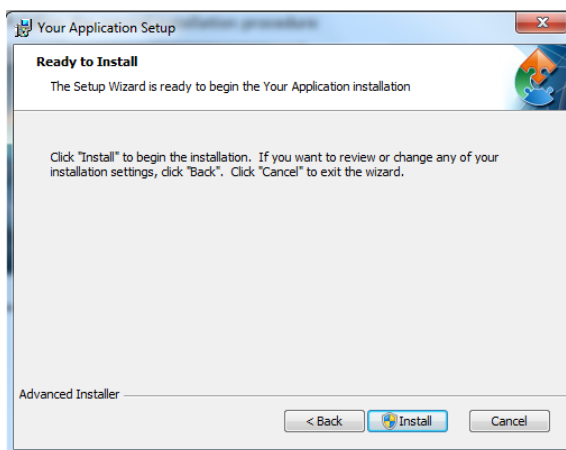 Your Application Setup
Ready to Install
The Setup Wizard is ready to begin the Your Application installation
Click "Install" to begin the installation. If you want to review or change any of your
installation settings, click "Back". Click "Cancel" to exit the wizard.
Advanced Installer
< Back Install Cancel